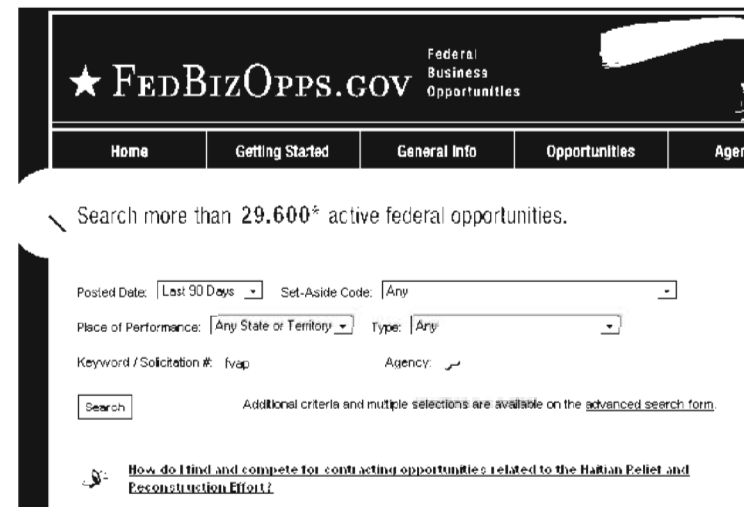 ★ FEDBIZOPPS.GOV
Federal
Business
Opportunities
Home Getting Started General Info Opportunities Agen
Search more than 29.600* active federal opportunities.
Posted Date: Last 90 Days Set-Aside Code: Any
Place of Performance: Any State or Territory Type: Any
Keyword / Solicitation #: fvap Agency:
Search Additional criteria and multiple selections are available on the advanced search form.
How do I find and compete for contracting opportunities related to the Haitian Relief and
Reconstruction Effort?